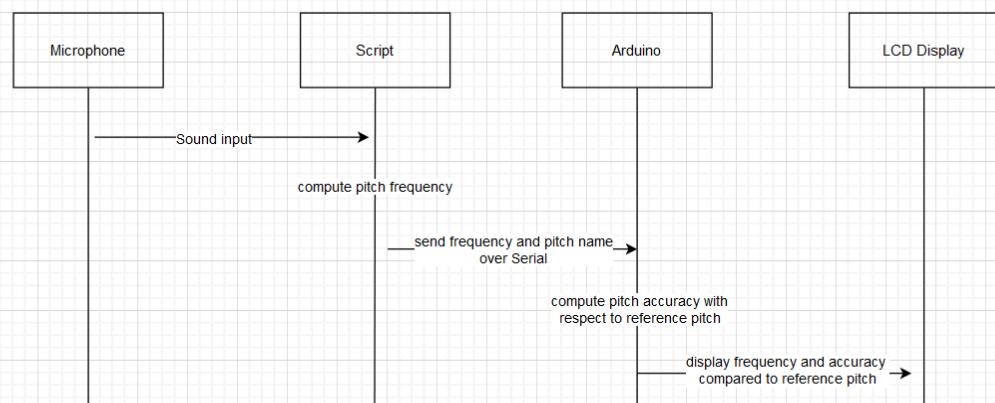 Microphone
Script
Arduino
LCD Display
Sound input
compute pitch frequency
send frequency and pitch name
over Serial
compute pitch accuracy with
respect to reference pitch
display frequency and accuracy
compared to reference pitch